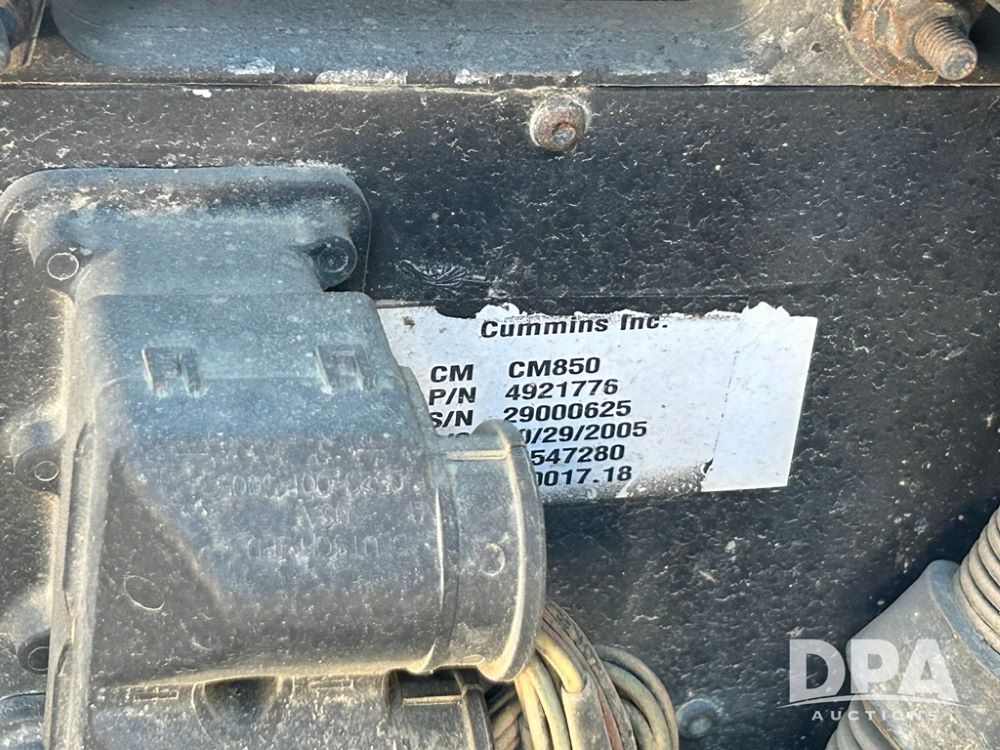 Cummins Inc.
CM CM850
P/N 4921776
S/N 29000625
0/29/2005
547280
0017.18
DPA
AUCTIONS